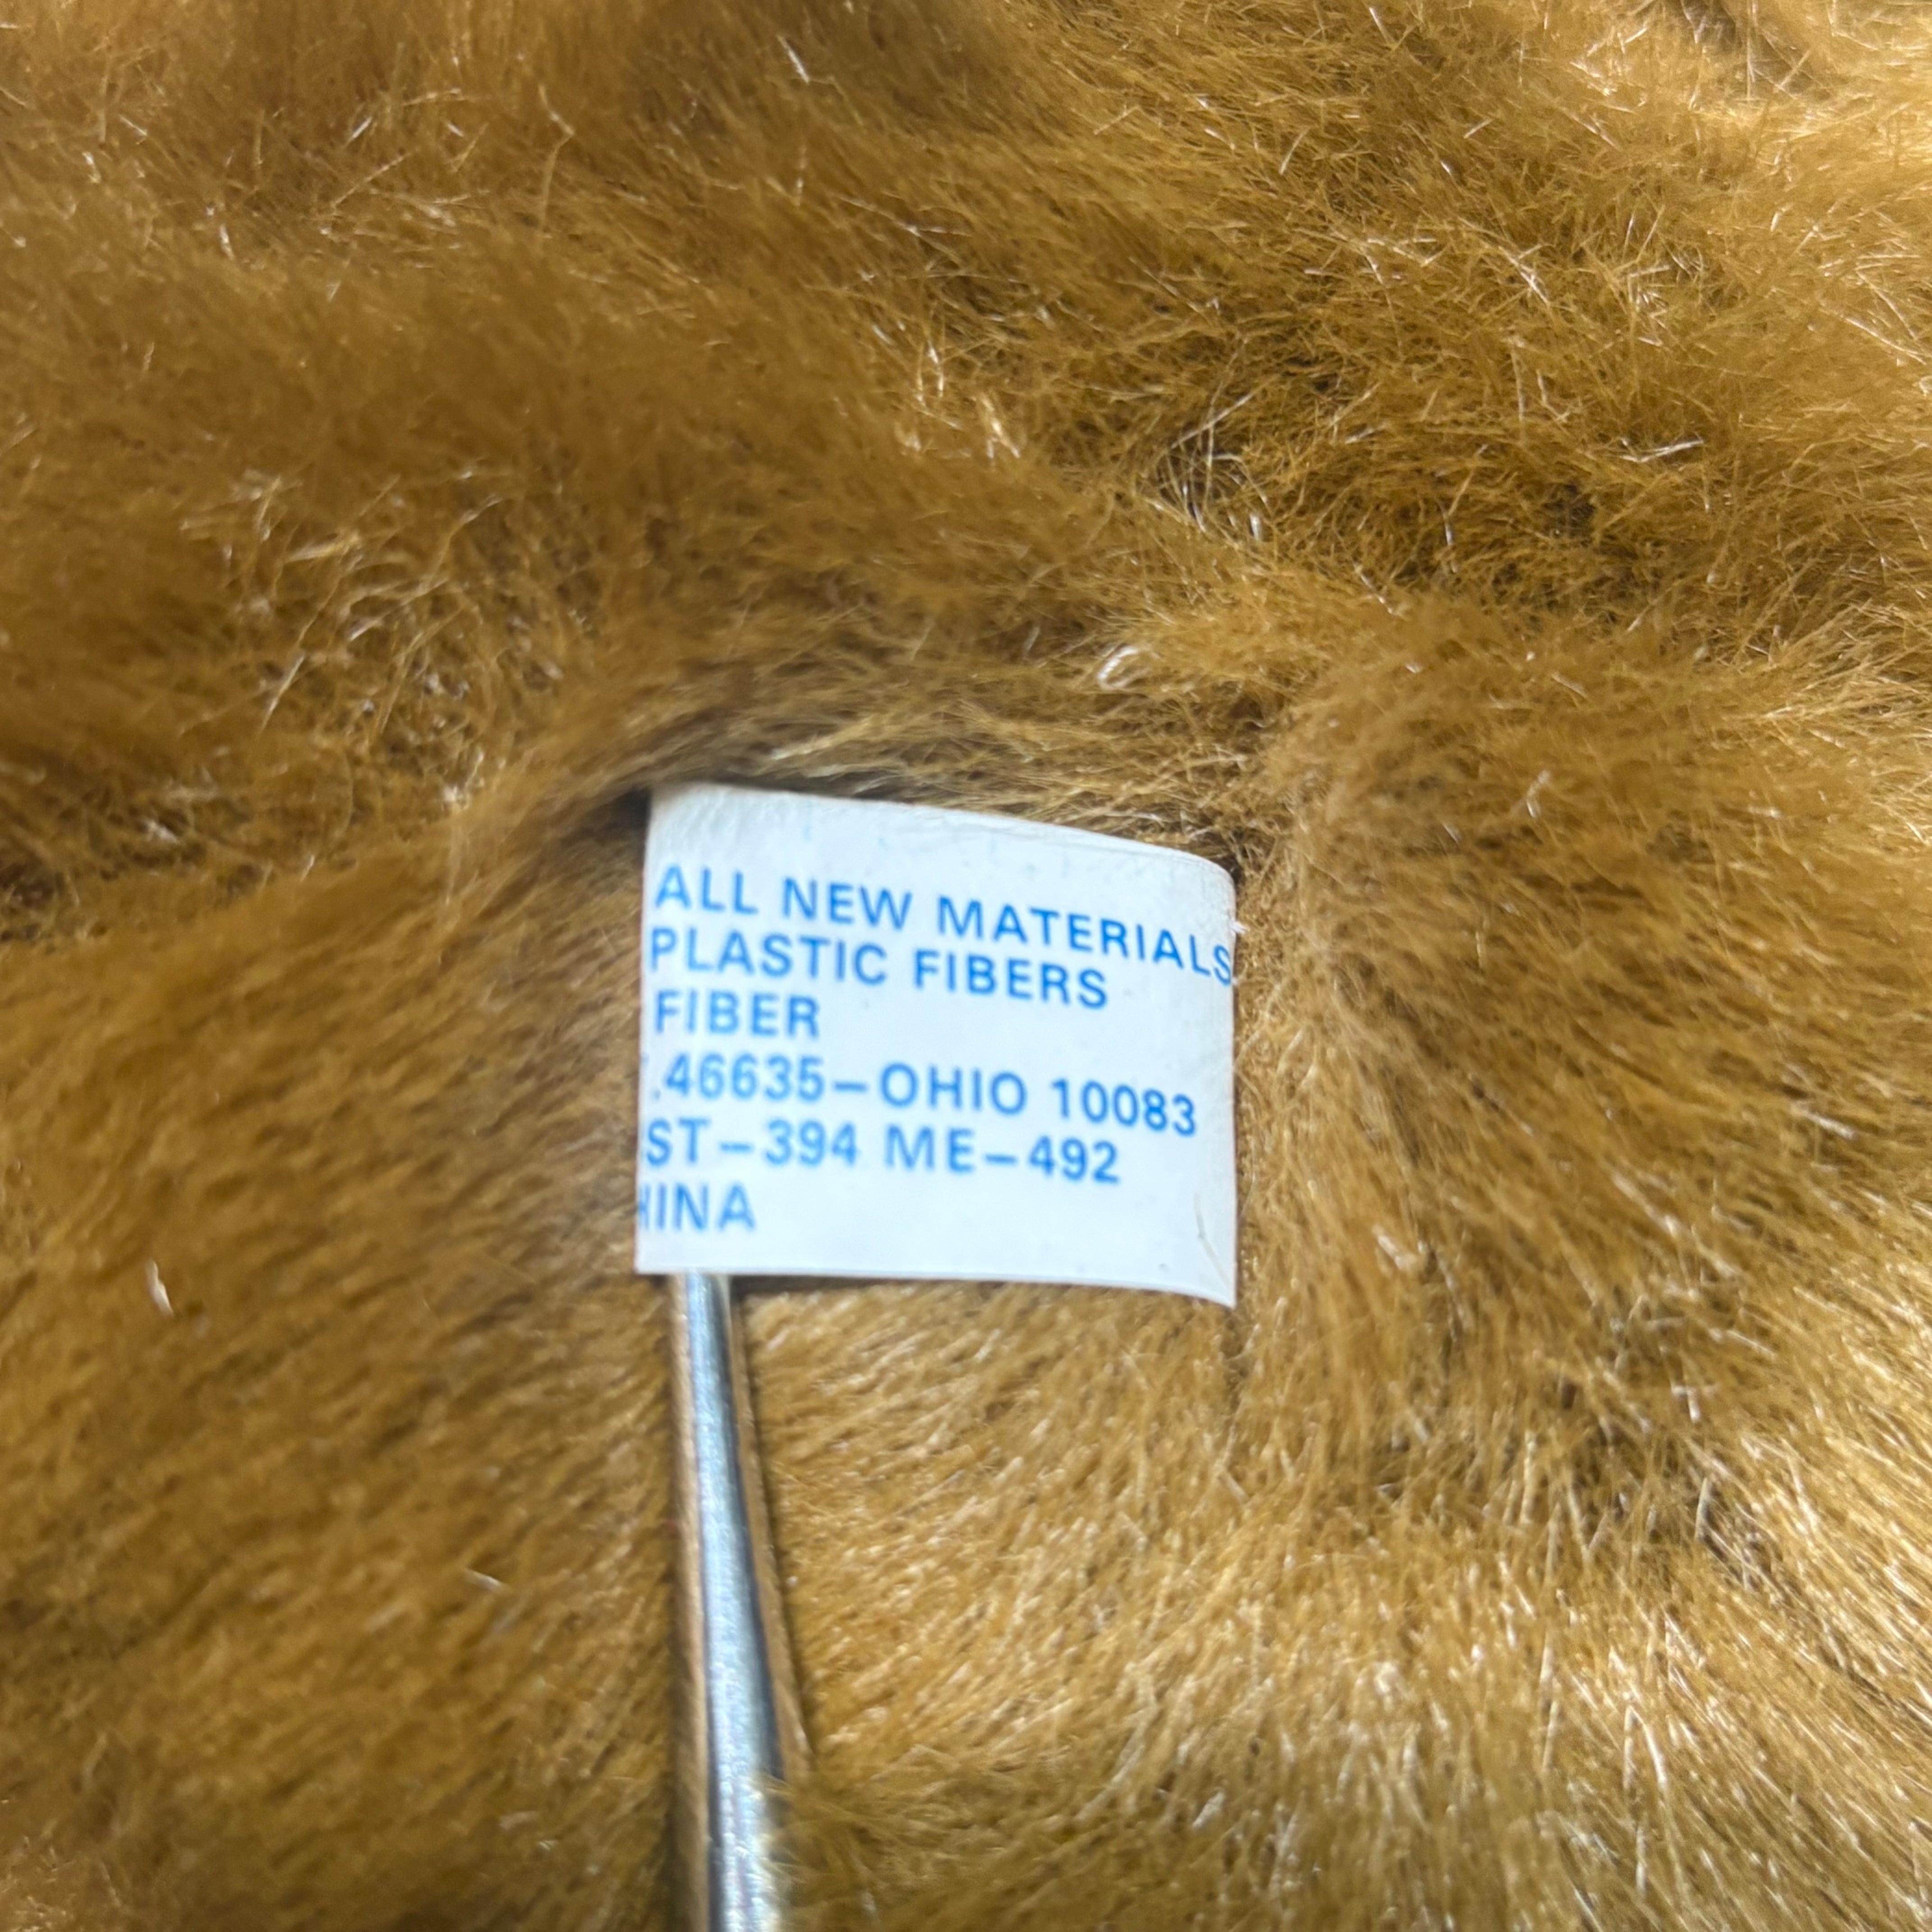 ALL NEW MATERIALS
PLASTIC FIBERS
FIBER
.46635–OHIO 10083
ST–394 ME–492
HINA